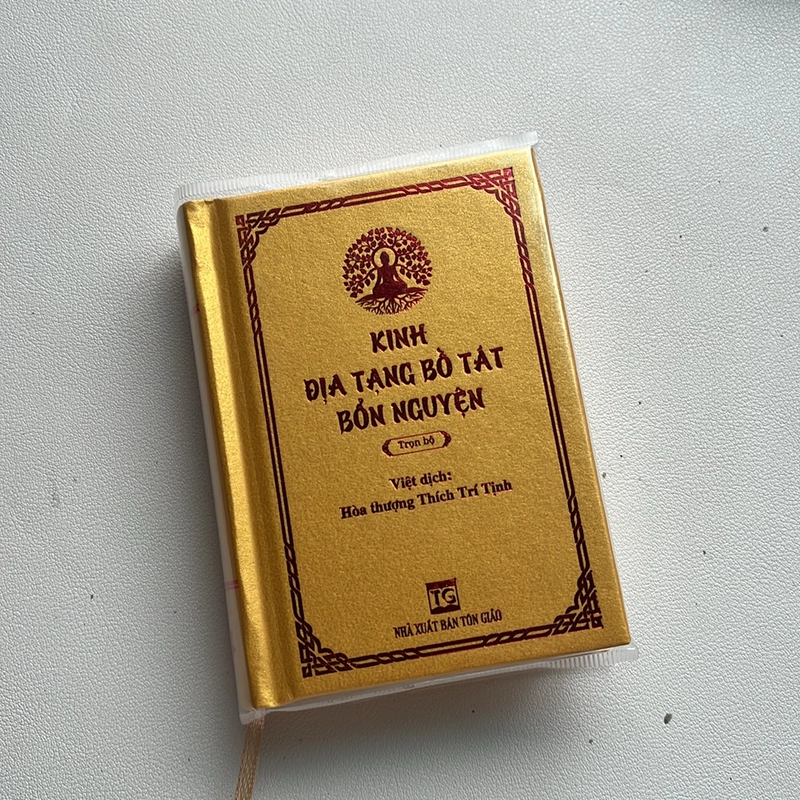 KINH
ĐỊA TẠNG BỒ TÁT
BỔN NGUYỆN
Trọn bộ
Việt dịch:
Hòa thượng Thích Trí Tịnh
TG
NHÀ XUẤT BẢN TÔN GIÁO